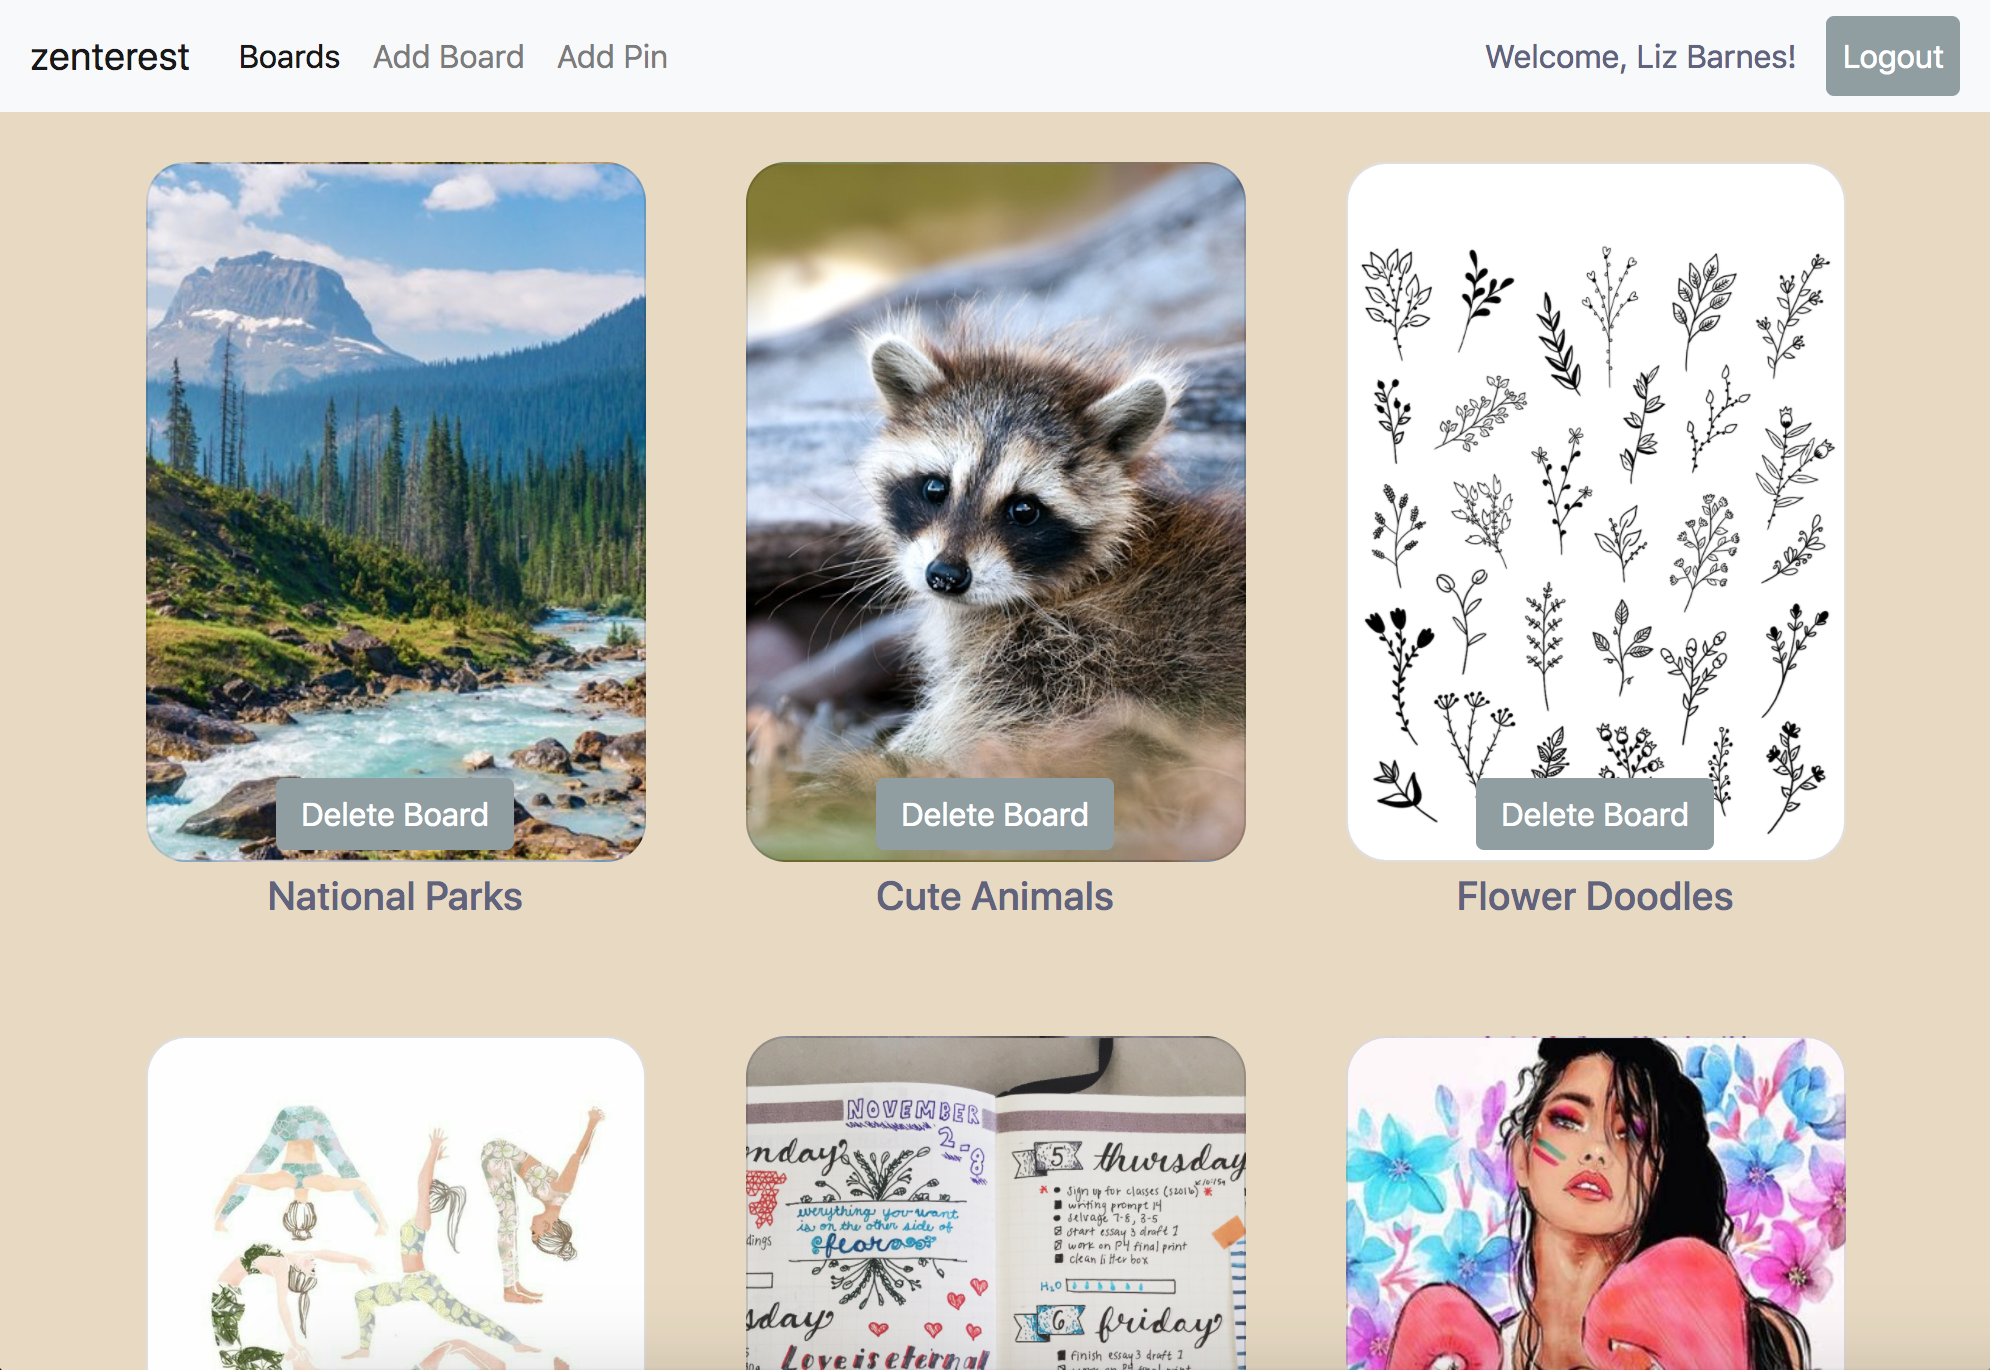 zenterest Boards Add Board Add Pin Welcome, Liz Barnes! Logout
Delete Board Delete Board Delete Board
National Parks Cute Animals Flower Doodles
NOVEMBER
2-8
nday
everything you want
is on the other side of
fear
sday
Love is eternal
5 thursday
sign up for classes (s2016)
writing prompt 14
selvage 7-8, 3-5
start essay 3 draft 1
work on P4 final print
clean litter box
H2O
6 friday
finish essay 3 draft 1